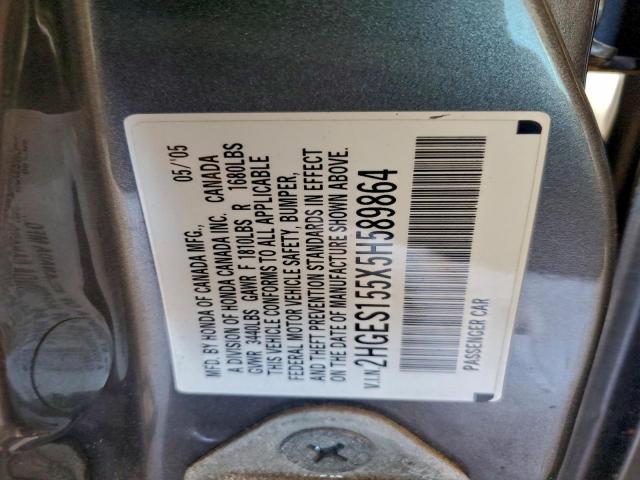 MFD. BY HONDA OF CANADA MFG., 05/'05
A DIVISION OF HONDA CANADA INC. CANADA
GVWR 3440LBS GAWR F 1810LBS R 1680LBS
THIS VEHICLE CONFORMS TO ALL APPLICABLE
FEDERAL MOTOR VEHICLE SAFETY, BUMPER,
AND THEFT PREVENTION STANDARDS IN EFFECT
ON THE DATE OF MANUFACTURE SHOWN ABOVE.
V.I.N. 2HGES155X5H589864
PASSENGER CAR